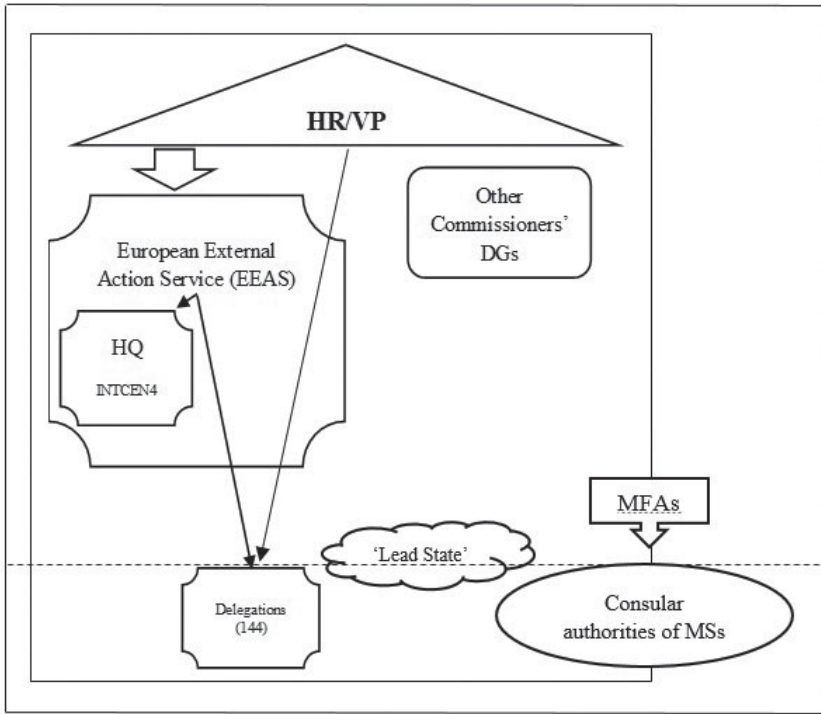 HR/VP
Other
Commissioners’
DGs
European External
Action Service (EEAS)
HQ
INTCEN4
MFAs
‘Lead State’
Delegations
(144)
Consular
authorities of MSs